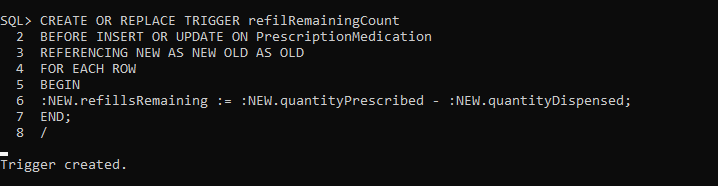 SQL> CREATE OR REPLACE TRIGGER refilRemainingCount
2 BEFORE INSERT OR UPDATE ON PrescriptionMedication
3 REFERENCING NEW AS NEW OLD AS OLD
4 FOR EACH ROW
5 BEGIN
6 :NEW.refillsRemaining := :NEW.quantityPrescribed - :NEW.quantityDispensed;
7 END;
8 /
Trigger created.